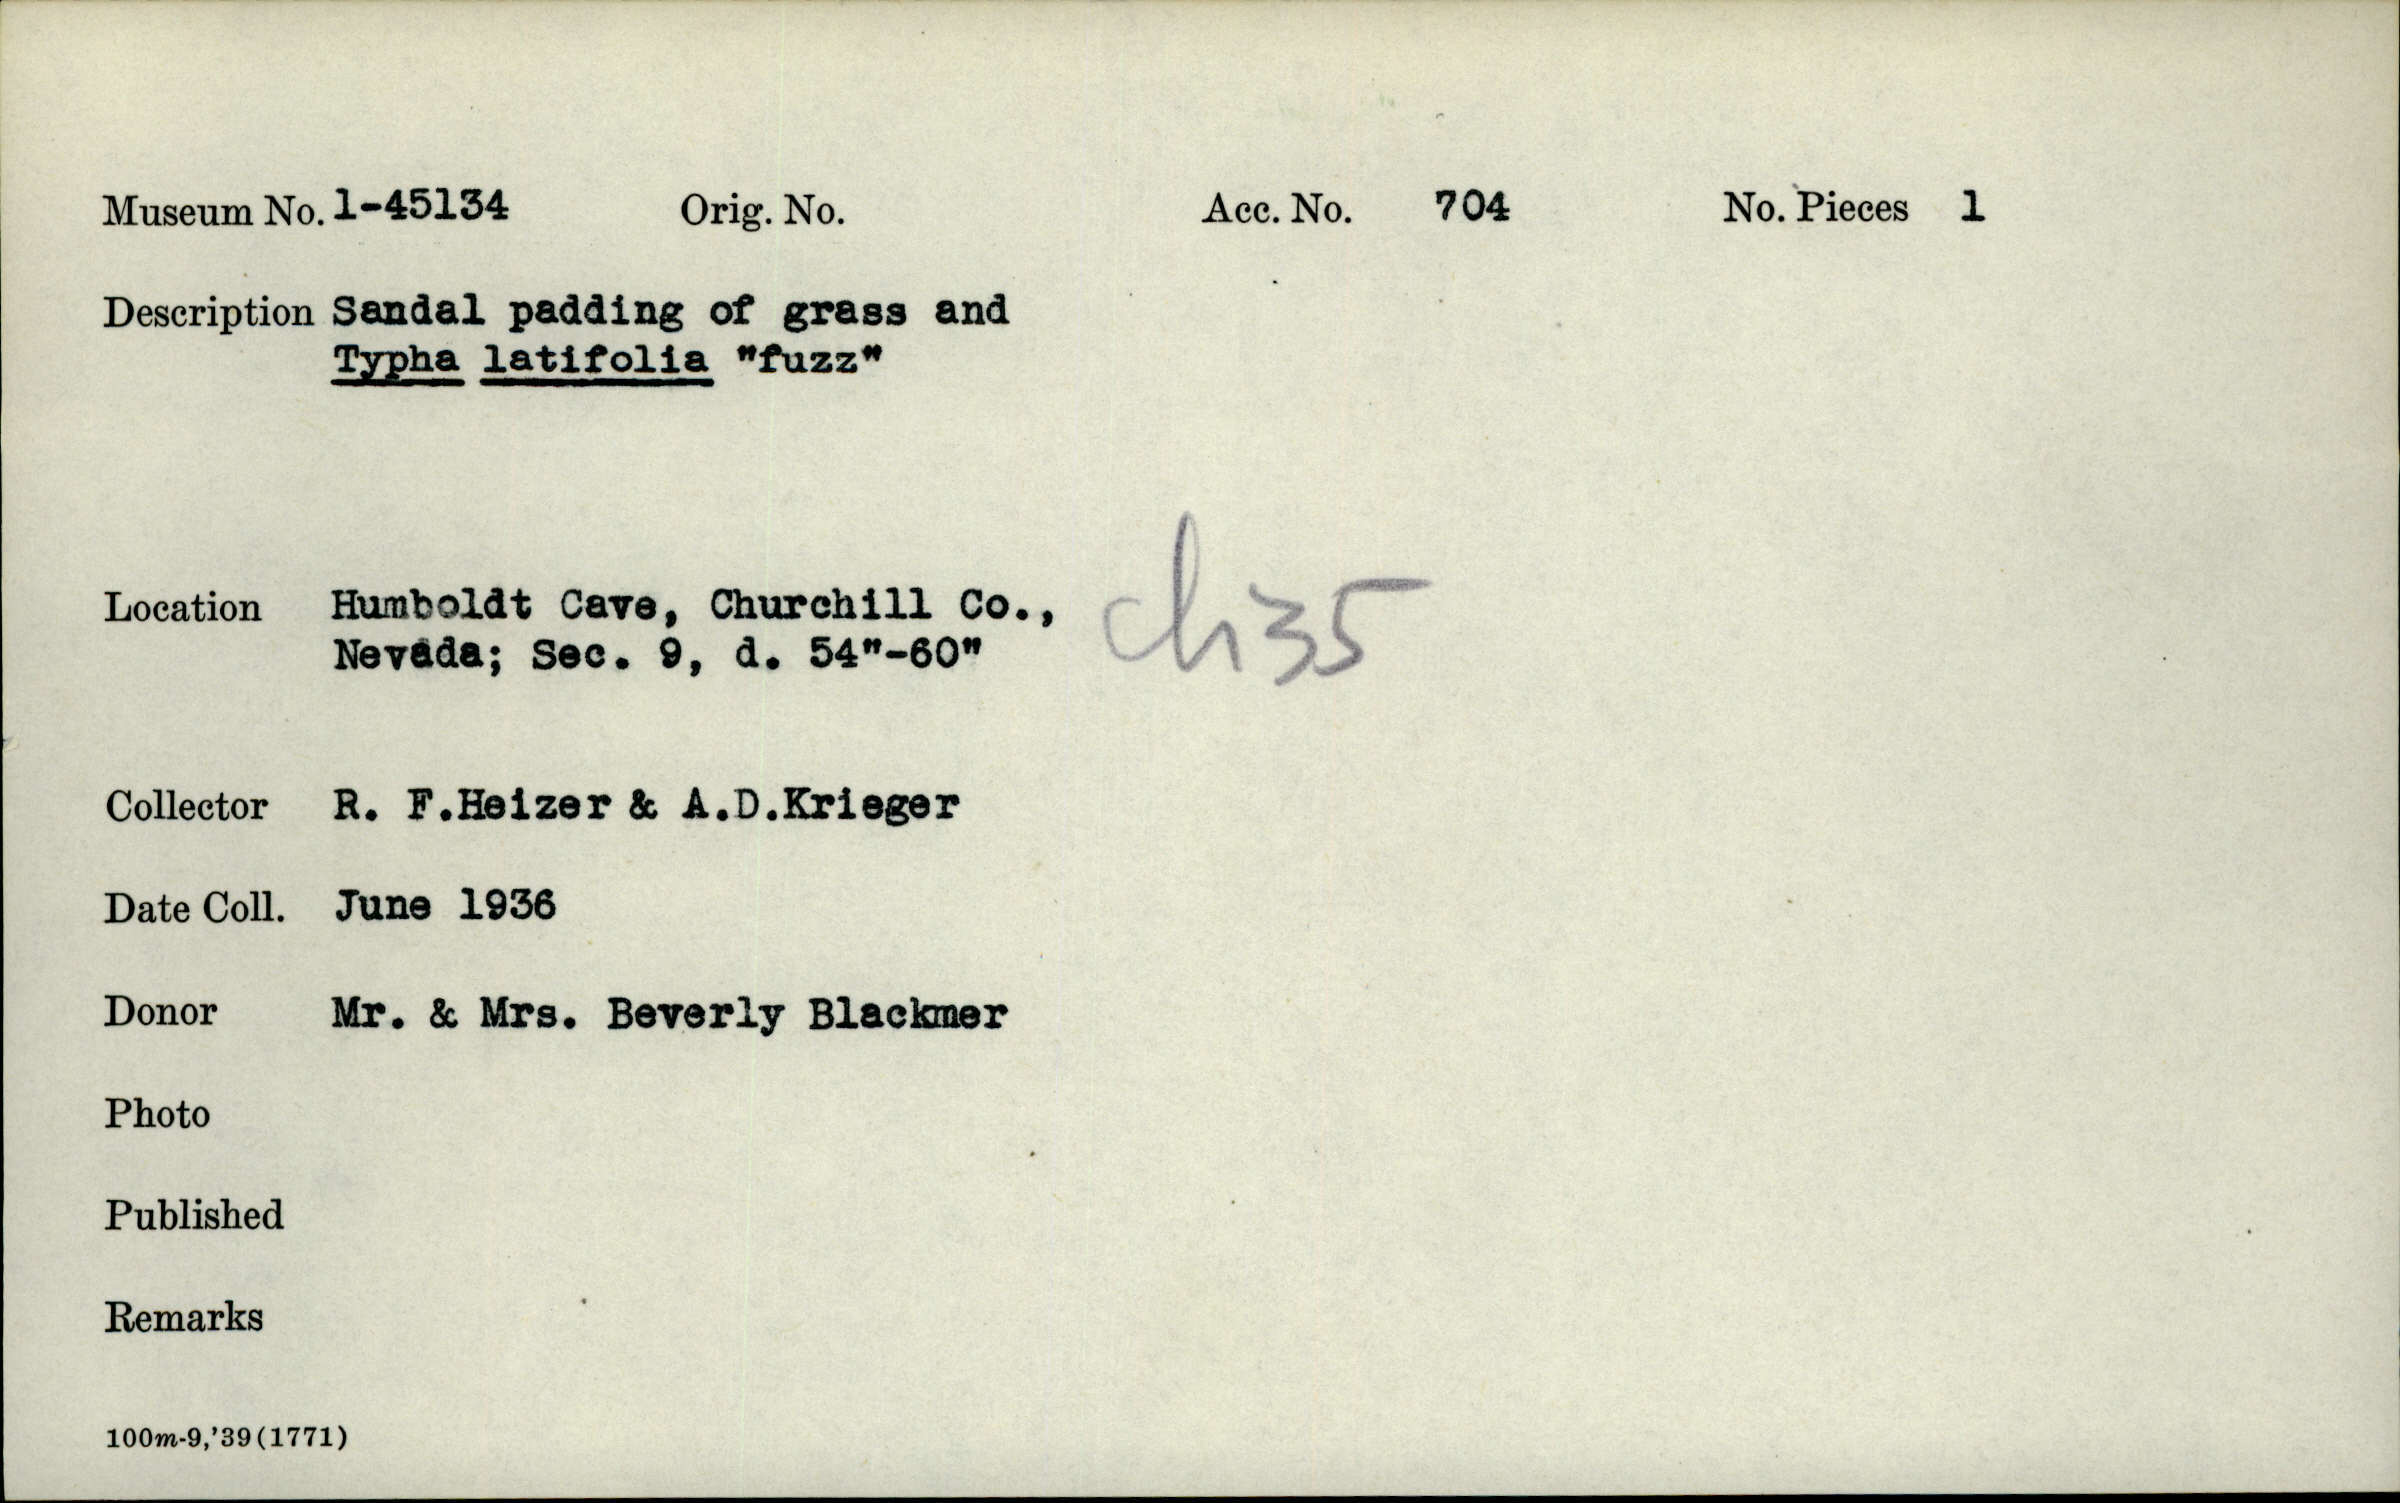 Museum No. 1-45134 Orig. No. Acc. No. 704 No. Pieces 1
Description Sandal padding of grass and
Typha latifolia "fuzz"
Location Humboldt Cave, Churchill Co.,
Nevada; Sec. 9, d. 54"-60"
Ch35
Collector R. F.Heizer & A.D.Krieger
Date Coll. June 1936
Donor Mr. & Mrs. Beverly Blackmer
Photo
Published
Remarks
100m-9,'39(1771)